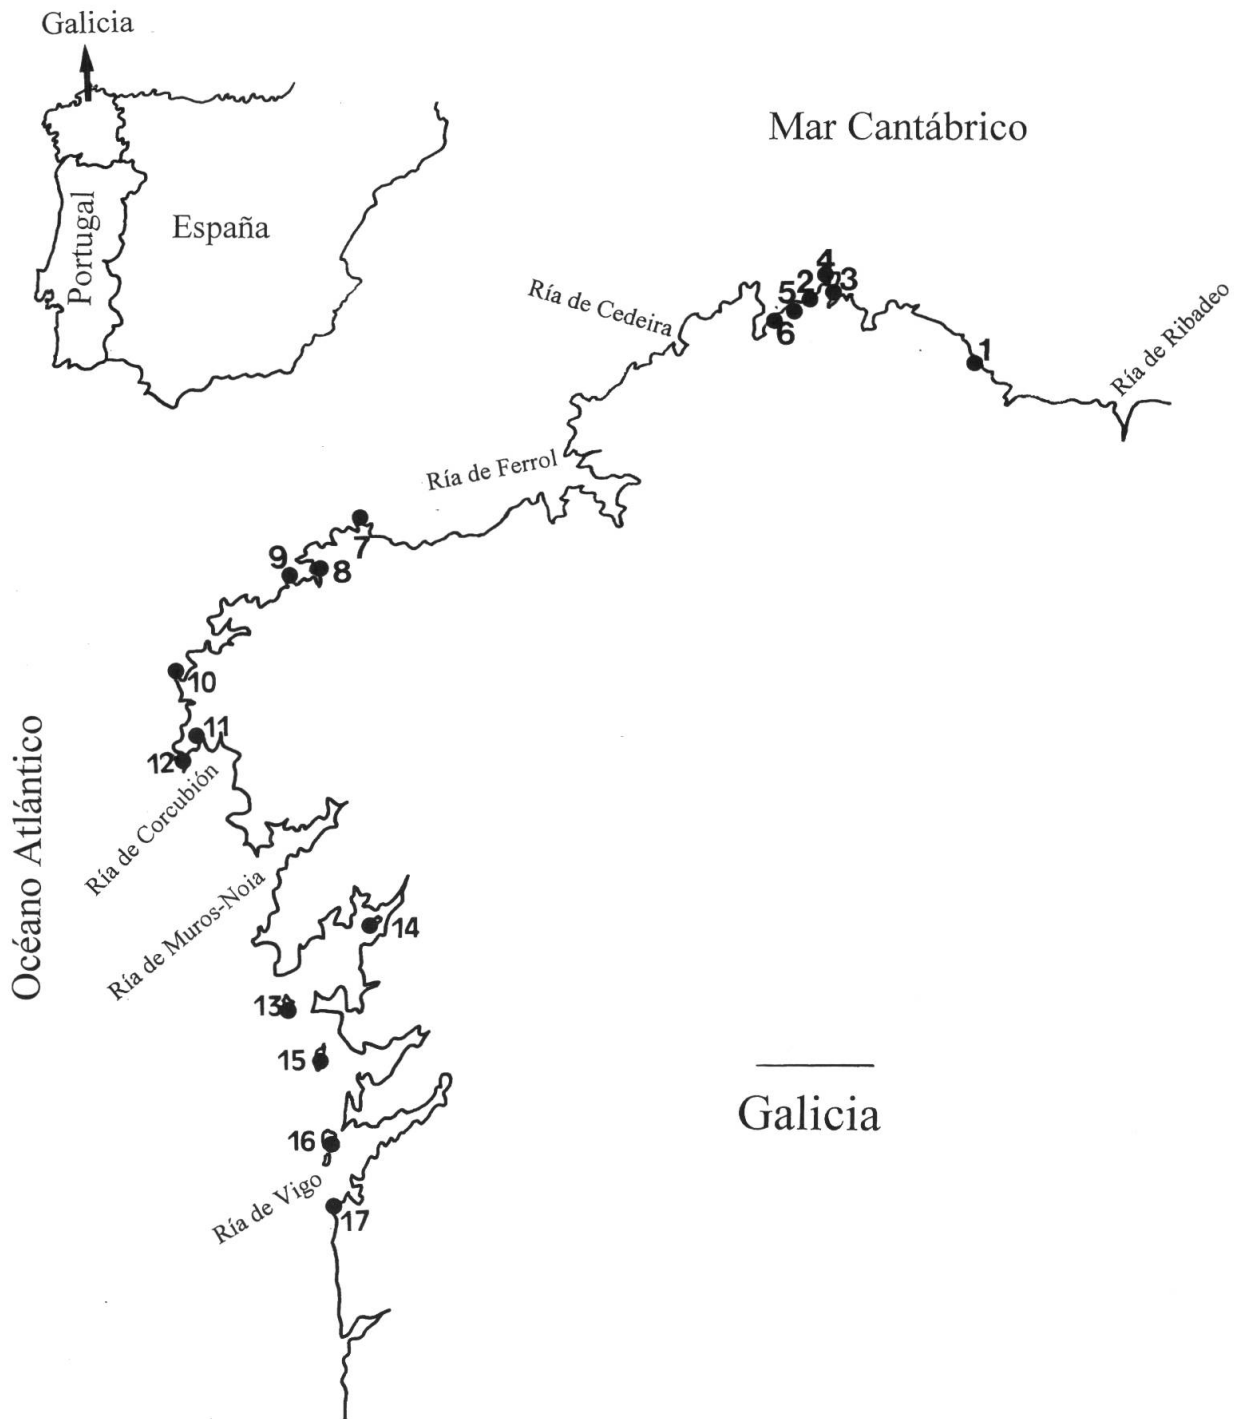 Galicia
Mar Cantábrico
Portugal
España
Ría de Cedeira
4
2
3
5
6
1
Ría de Ribadeo
Ría de Ferrol
7
9
8
10
11
12
Océano Atlántico
Ría de Corcubión
Ría de Muros-Noia
14
13
15
Galicia
16
Ría de Vigo
17